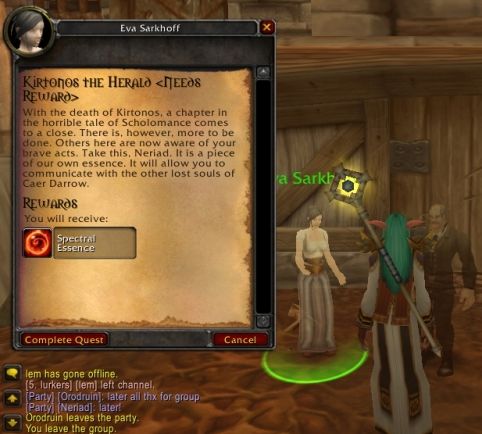 Eva Sarkhoff
Kirtonos the Herald <Needs
Reward>
With the death of Kirtonos, a chapter in
the horrible tale of Scholomance comes
to a close. There is, however, more to be
done. Others here are now aware of your
brave acts. Take this, Neriad. It is a piece
of our own essence. It will allow you to
communicate with the other lost souls of
Caer Darrow.
Rewards
You will receive:
Spectral
Essence
Complete Quest
Cancel
va Sarkh
lem has gone offline.
[5. lurkers] [lem] left channel.
[Party] [Orodruin]: later all thx for group
[Party] [Neriad]: later!
Orodruin leaves the party.
You leave the group.